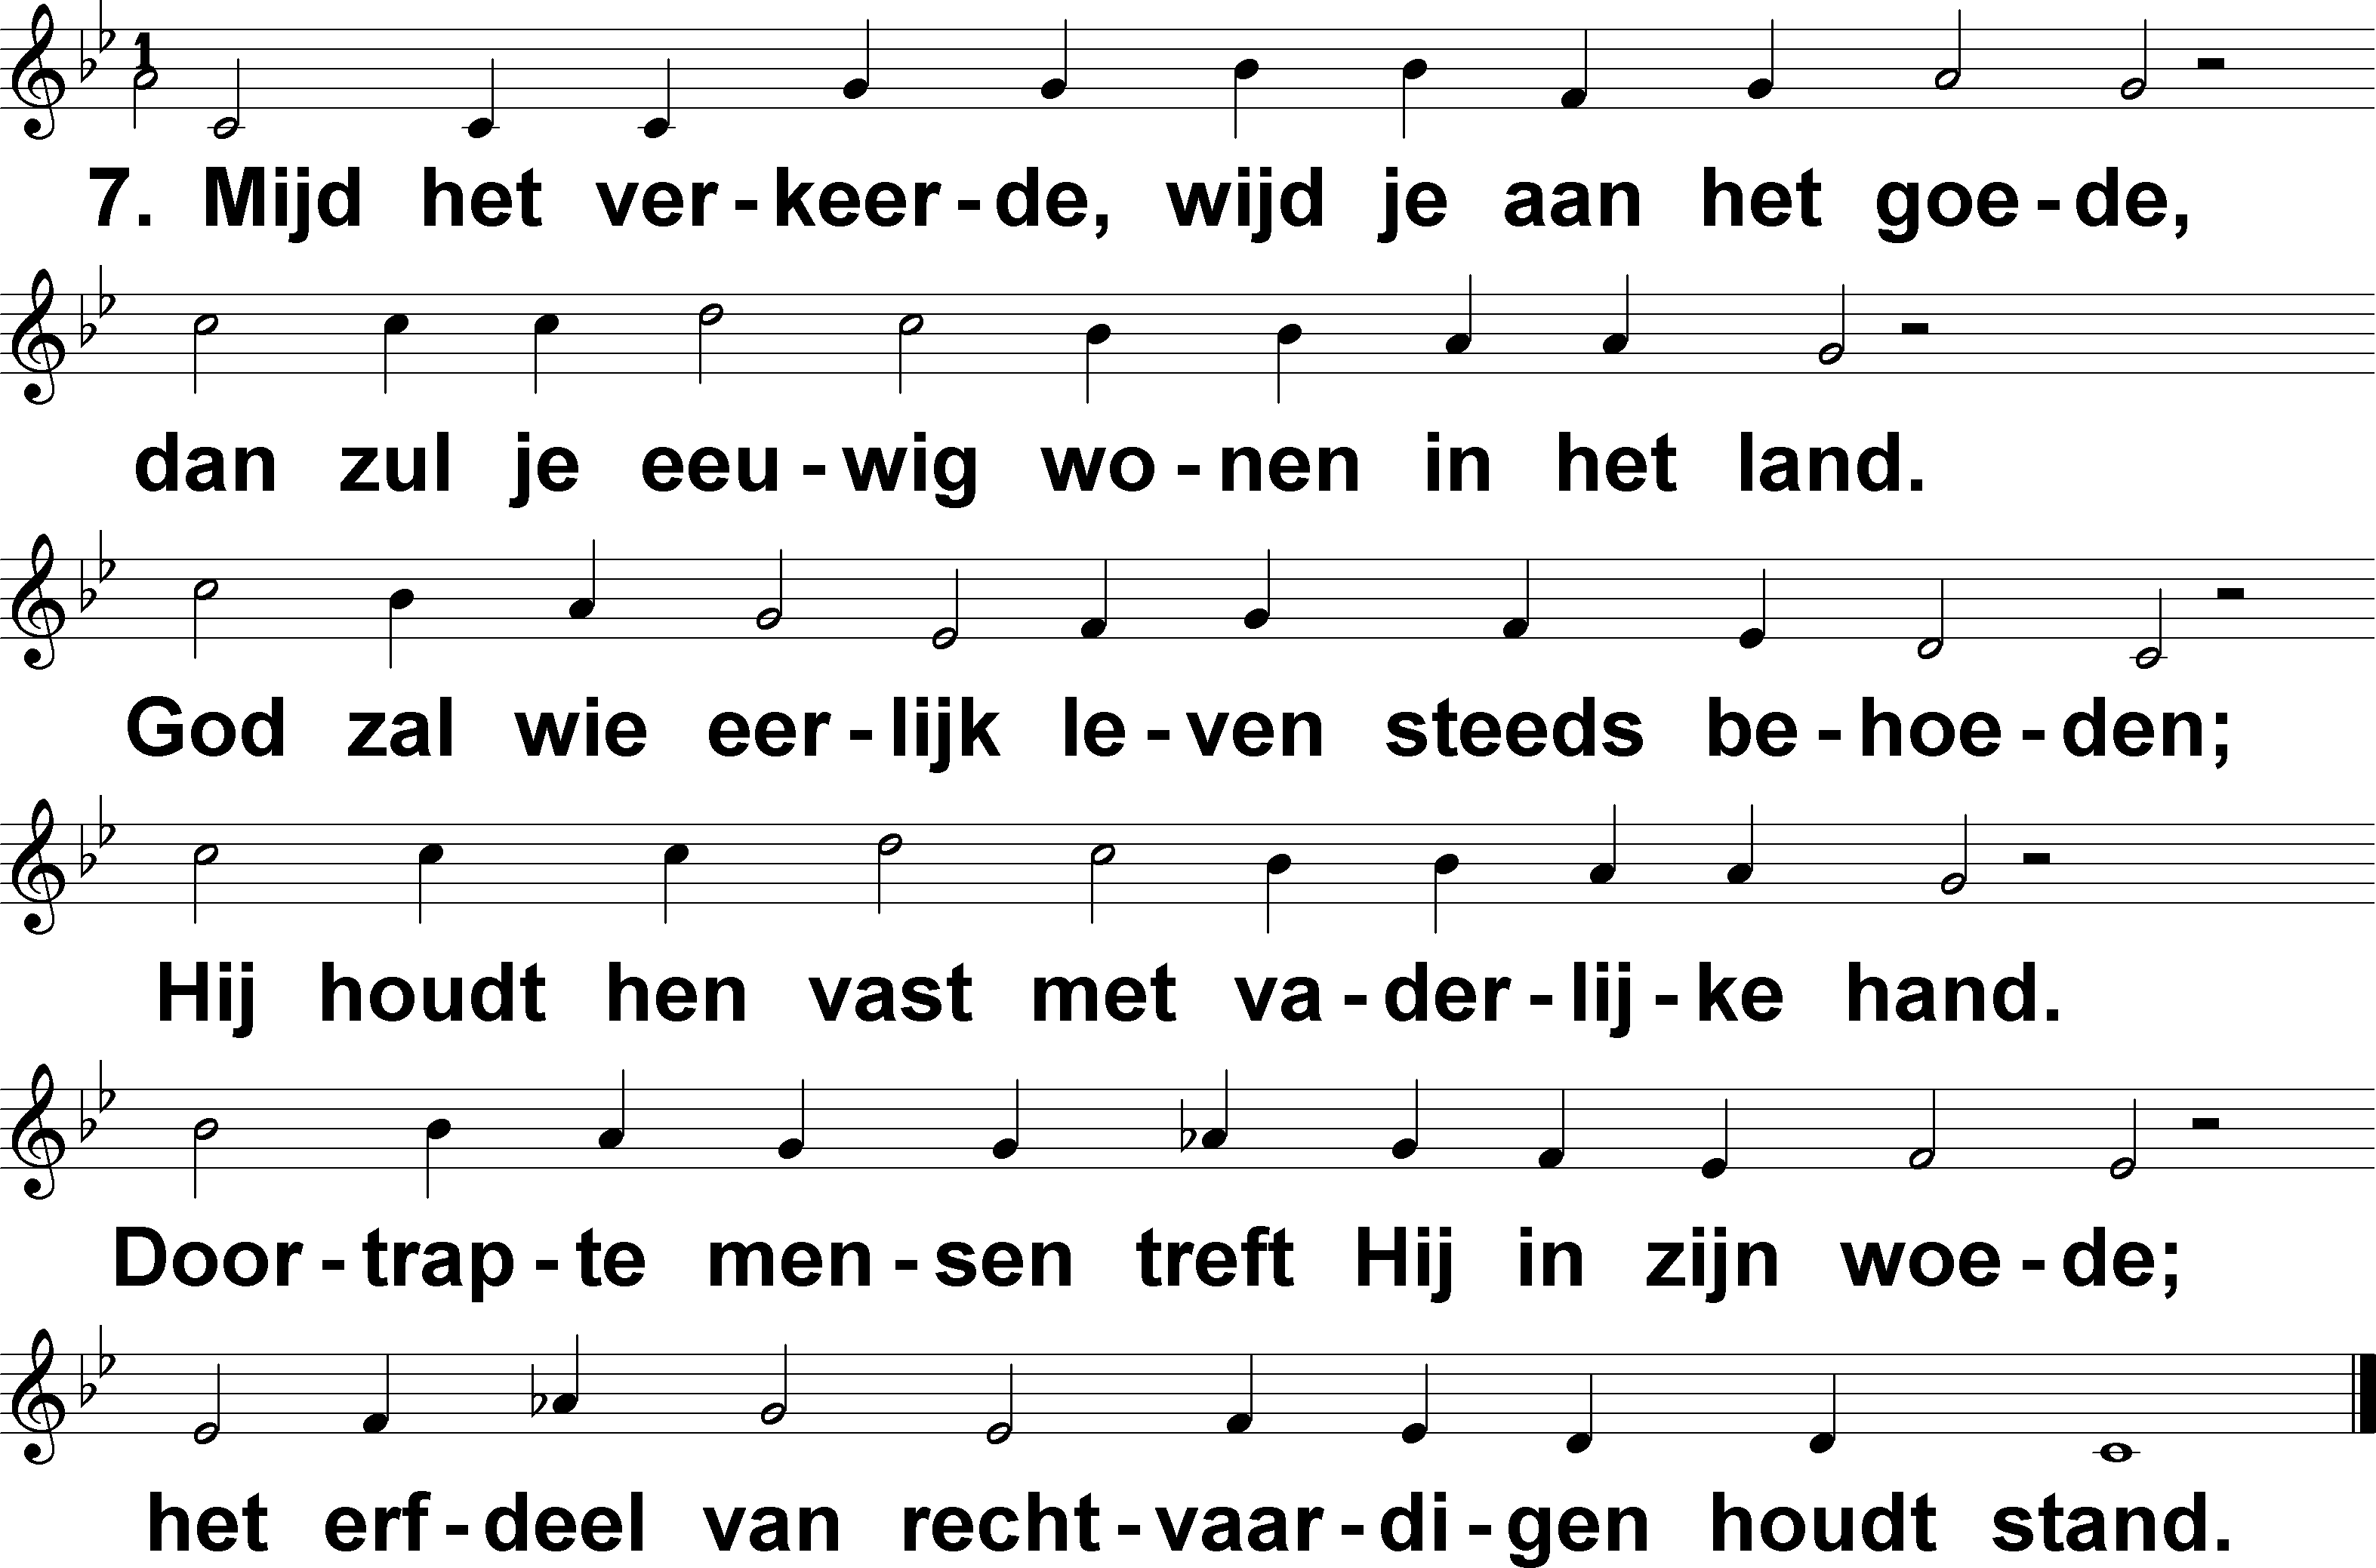 7. Mijd het ver-keer-de, wijd je aan het goe-de,
dan zul je eeu-wig wo-nen in het land.
God zal wie eer-lijk le-ven steeds be-hoe-den;
Hij houdt hen vast met va-der-lij-ke hand.
Door-trap-te men-sen treft Hij in zijn woe-de;
het erf-deel van recht-vaar-di-gen houdt stand.